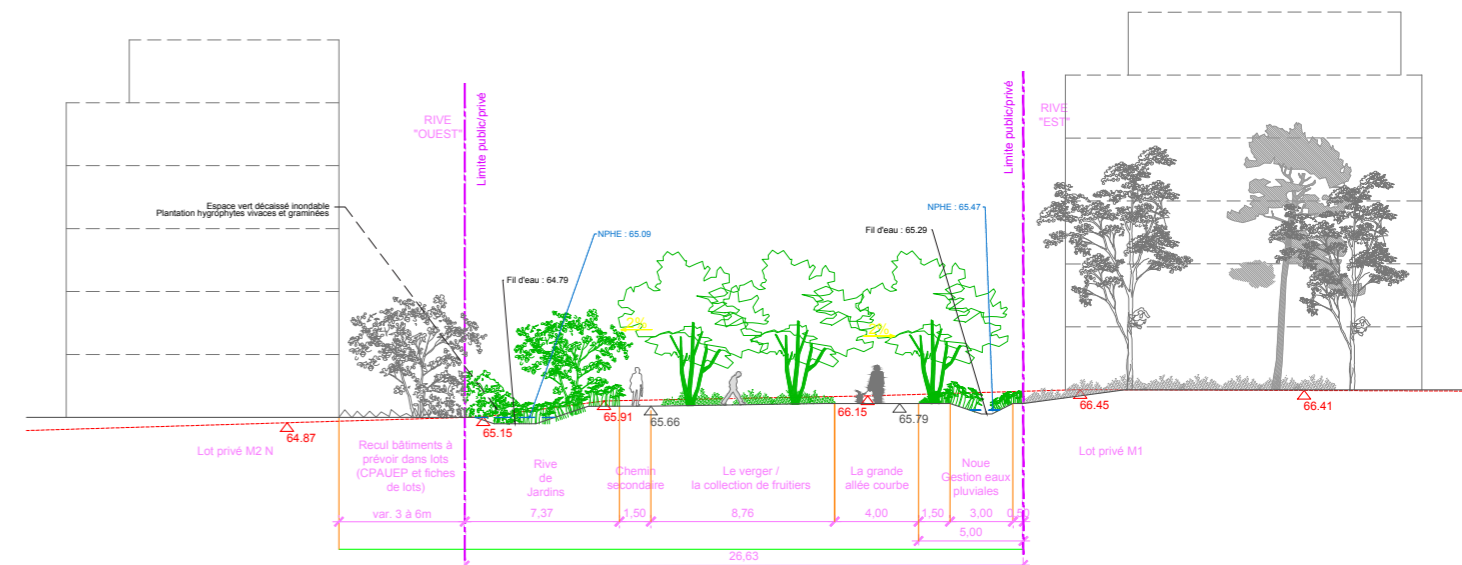 RIVE
"OUEST"
Limite public/privé
Limite public/privé
RIVE
"EST"
Espace vert décaissé inondable
Plantation hygrophytes vivaces et graminées
NPHE : 65.09
NPHE : 65.47
Fil d'eau : 65.29
Fil d'eau : 64.79
2%
64.87
65.15
65.91
65.66
66.15
65.79
66.45
66.41
Lot privé M2 N
Recul bâtiments à
prévoir dans lots
(CPAUEP et fiches
de lots)
Rive
de
Jardins
Chemin
secondaire
Le verger /
la collection de fruitiers
La grande
allée courbe
Noue
Gestion eaux
pluviales
Lot privé M1
var. 3 à 6m
7,37
1,50
8,76
4,00
1,50
3,00
0,50
5,00
26,63